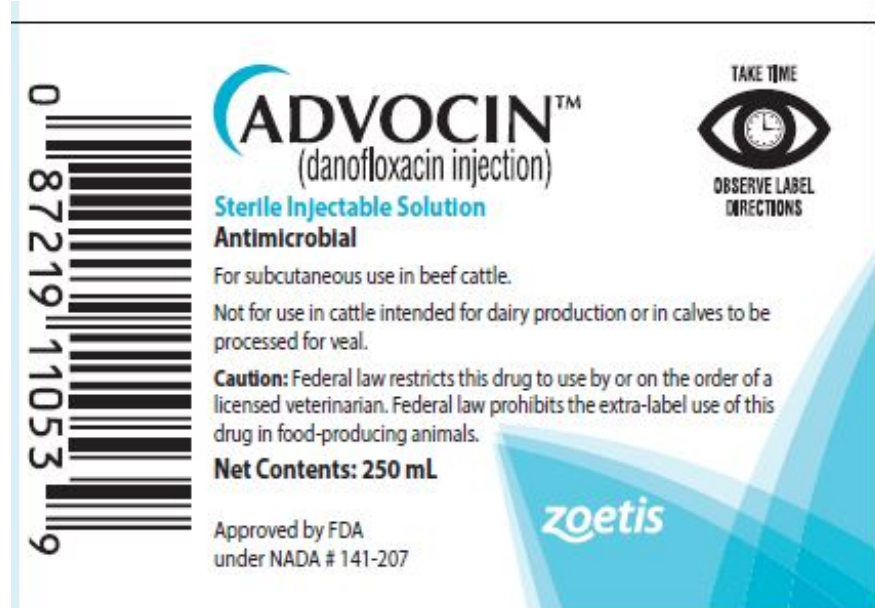 ADVOCIN™
(danofloxacin injection)
Sterile Injectable Solution
Antimicrobial
For subcutaneous use in beef cattle.
Not for use in cattle intended for dairy production or in calves to be
processed for veal.
Caution: Federal law restricts this drug to use by or on the order of a
licensed veterinarian. Federal law prohibits the extra-label use of this
drug in food-producing animals.
Net Contents: 250 mL
Approved by FDA
under NADA # 141-207
TAKE TIME
OBSERVE LABEL
DIRECTIONS
zoetis
0 87219 11053 9